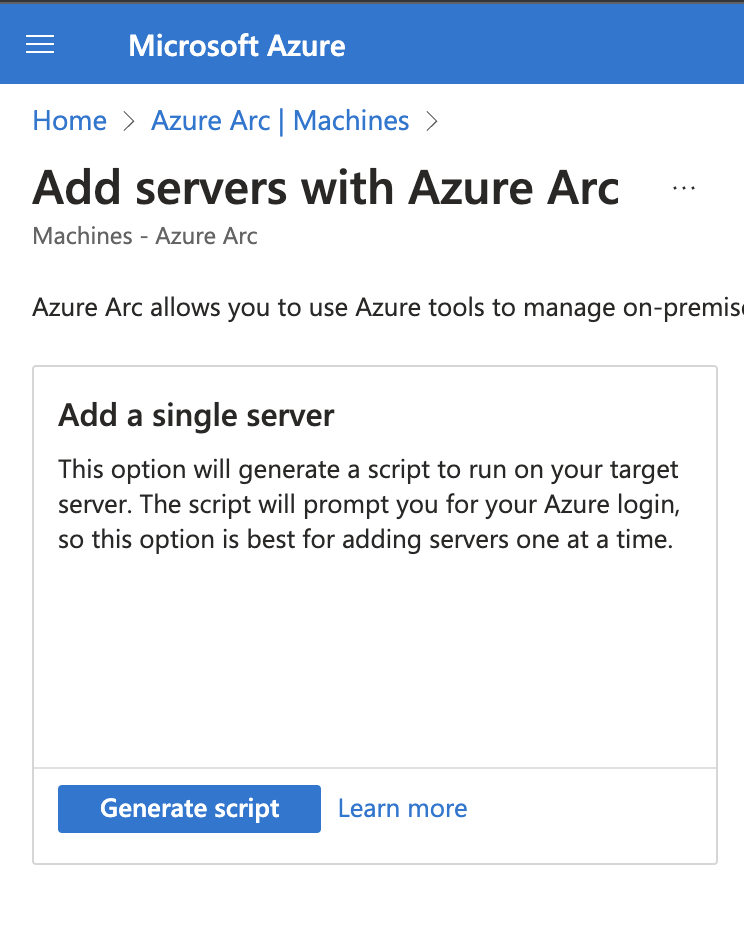 Microsoft Azure
Home > Azure Arc | Machines >
Add servers with Azure Arc ...
Machines - Azure Arc
Azure Arc allows you to use Azure tools to manage
Add a single server
This option will generate a script to run on your target
server. The script will prompt you for your Azure login,
so this option is best for adding servers one at a time.
Generate script Learn more